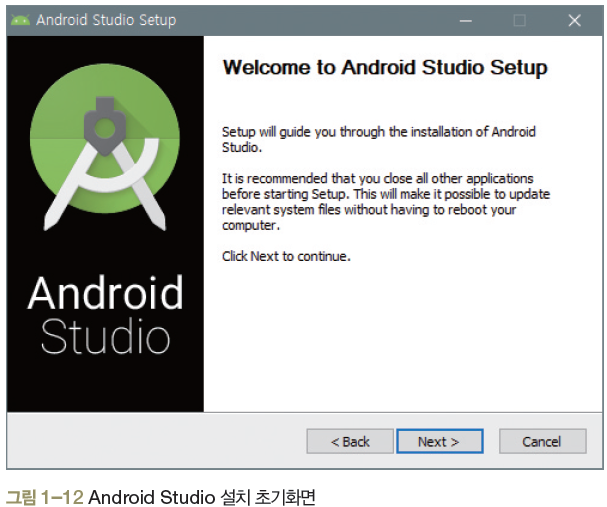 Android Studio Setup
Welcome to Android Studio Setup
Setup will guide you through the installation of Android
Studio.
It is recommended that you close all other applications
before starting Setup. This will make it possible to update
relevant system files without having to reboot your
computer.
Click Next to continue.
Android
Studio
< Back
Next >
Cancel
그림 1-12 Android Studio 설치 초기화면